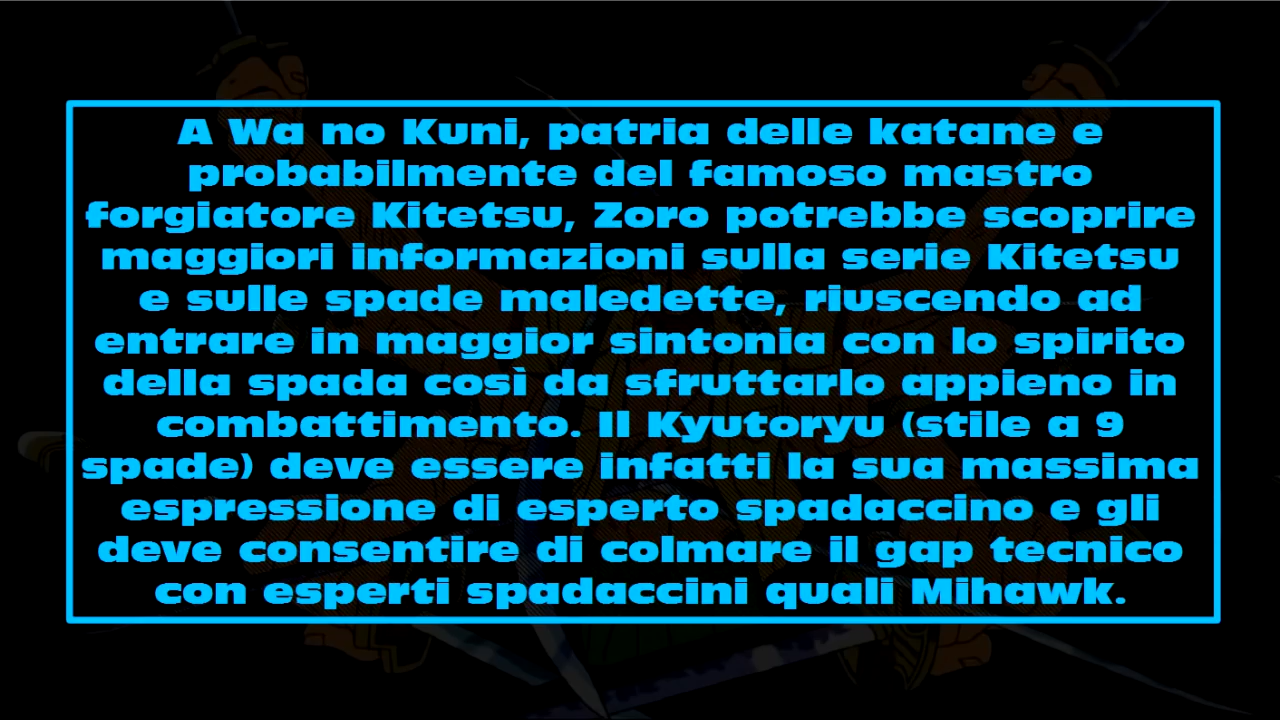 A Wa no Kuni, patria delle katane e
probabilmente del famoso mastro
forgiatore Kitetsu, Zoro potrebbe scoprire
maggiori informazioni sulla serie Kitetsu
e sulle spade maledette, riuscendo ad
entrare in maggior sintonia con lo spirito
della spada così da sfruttarlo appieno in
combattimento. Il Kyutoryu (stile a 9
spade) deve essere infatti la sua massima
espressione di esperto spadaccino e gli
deve consentire di colmare il gap tecnico
con esperti spadaccini quali Mihawk.